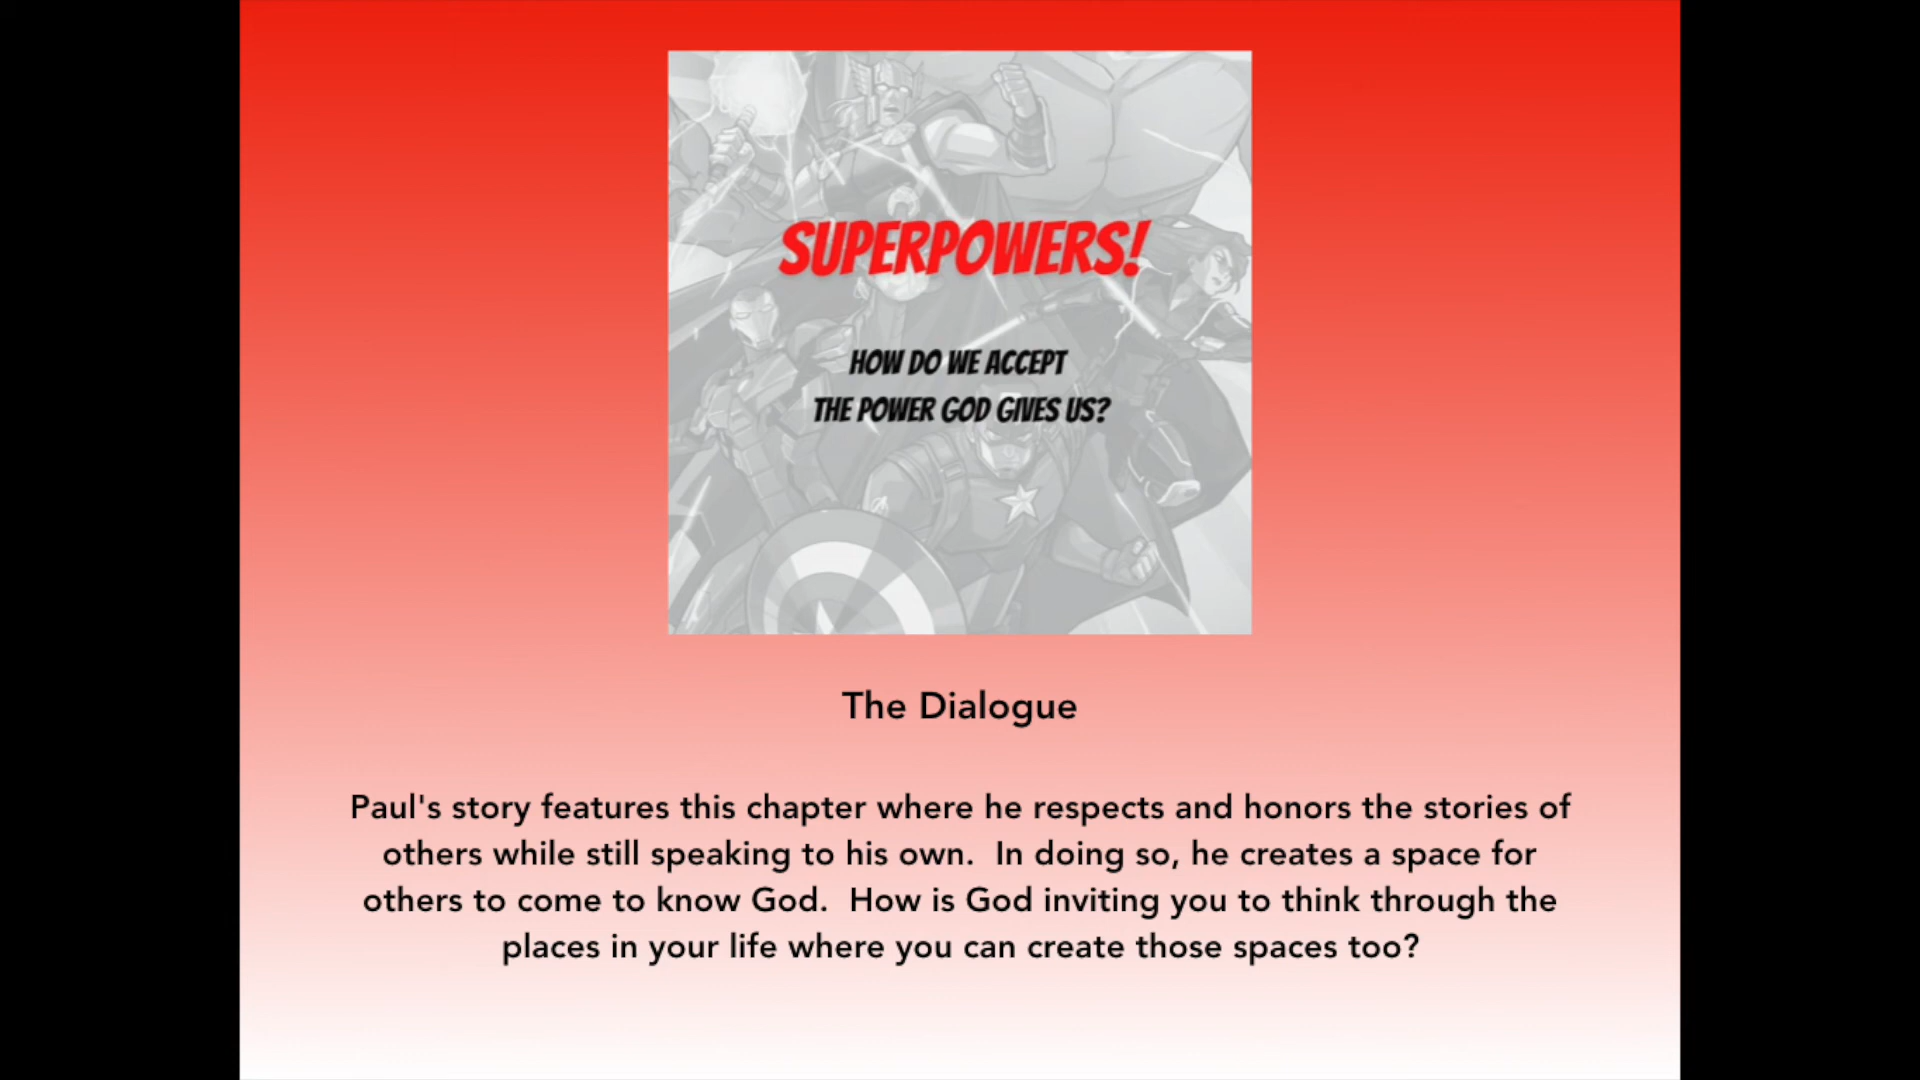 SUPERPOWERS!
HOW DO WE ACCEPT
THE POWER GOD GIVES US?
The Dialogue
Paul's story features this chapter where he respects and honors the stories of
others while still speaking to his own.  In doing so, he creates a space for
others to come to know God.  How is God inviting you to think through the
places in your life where you can create those spaces too?